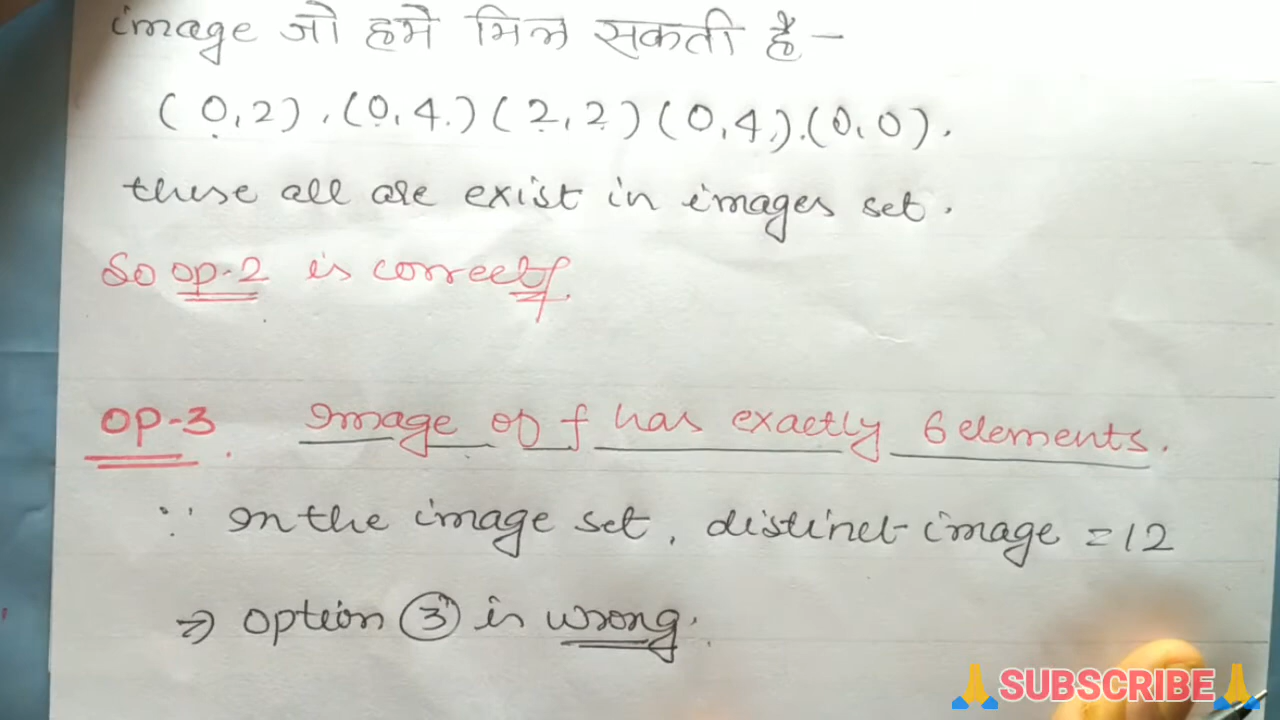 image जो हमे मिल सकती है -
(0,2), (0,4.) (2,2) (0,4.).(0,0).
these all are exist in images set.
So op-2 is correct
OP-3. Image of f has exactly 6 elements.
∵ In the image set, distinct image = 12
⇒ option ③ is wrong.
🙏SUBSCRIBE🙏